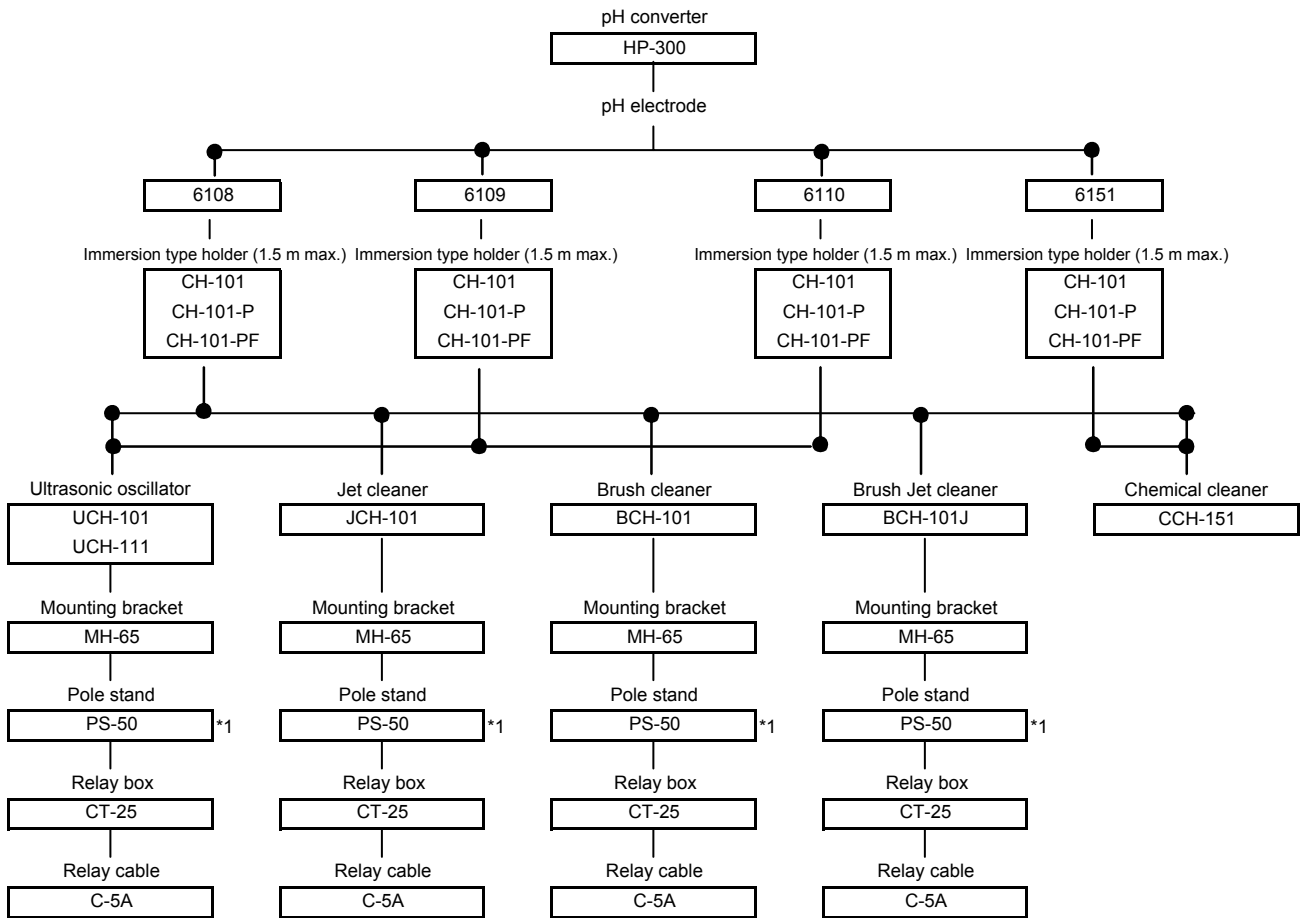 pH converter
HP-300
pH electrode
6108
6109
6110
6151
Immersion type holder (1.5 m max.)
Immersion type holder (1.5 m max.)
Immersion type holder (1.5 m max.)
Immersion type holder (1.5 m max.)
CH-101
CH-101-P
CH-101-PF
CH-101
CH-101-P
CH-101-PF
CH-101
CH-101-P
CH-101-PF
CH-101
CH-101-P
CH-101-PF
Ultrasonic oscillator
UCH-101
UCH-111
Jet cleaner
JCH-101
Brush cleaner
BCH-101
Brush Jet cleaner
BCH-101J
Chemical cleaner
CCH-151
Mounting bracket
MH-65
Mounting bracket
MH-65
Mounting bracket
MH-65
Mounting bracket
MH-65
Pole stand
PS-50 *1
Pole stand
PS-50 *1
Pole stand
PS-50 *1
Pole stand
PS-50 *1
Relay box
CT-25
Relay box
CT-25
Relay box
CT-25
Relay box
CT-25
Relay cable
C-5A
Relay cable
C-5A
Relay cable
C-5A
Relay cable
C-5A